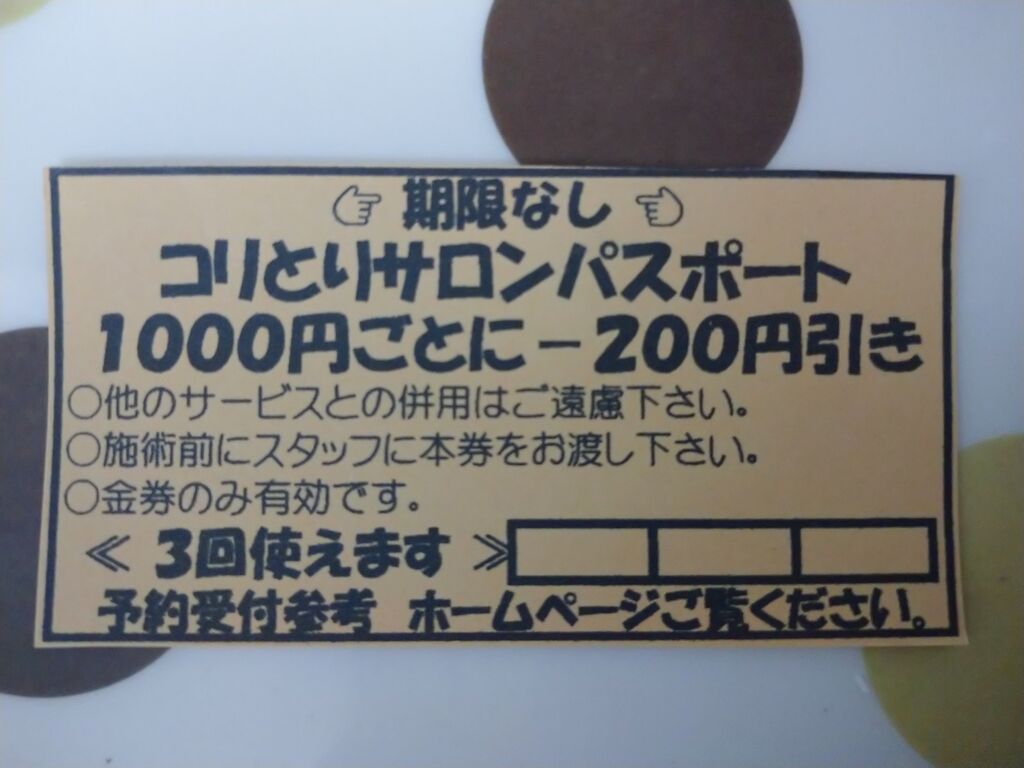 ☞ 期限なし ☜
コリとりサロンパスポート
1000円ごとに－200円引き
○他のサービスとの併用はご遠慮下さい。
○施術前にスタッフに本券をお渡し下さい。
○金券のみ有効です。
≪ 3回使えます ≫
予約受付参考 ホームページご覧ください。